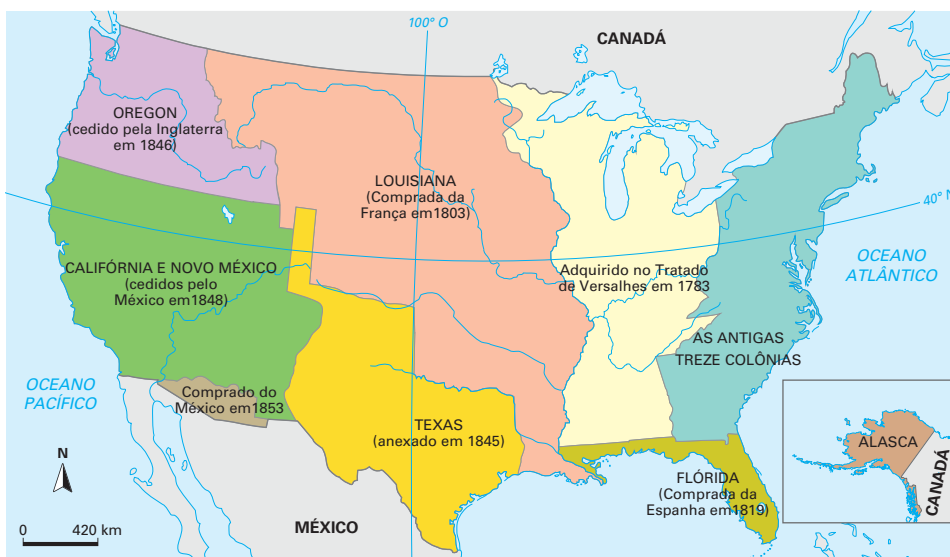 100º O
CANADÁ
OREGON
(cedido pela Inglaterra
em 1846)
LOUISIANA
(Comprada da
França em1803)
40º N
CALIFÓRNIA E NOVO MÉXICO
(cedidos pelo
México em1848)
Adquirido no Tratado
de Versalhes em 1783
OCEANO
ATLÂNTICO
AS ANTIGAS
TREZE COLÔNIAS
OCEANO
PACÍFICO
Comprado do
México em1853
TEXAS
(anexado em 1845)
ALASCA
CANADÁ
FLÓRIDA
(Comprada da
Espanha em1819)
N
0 420 km
MÉXICO